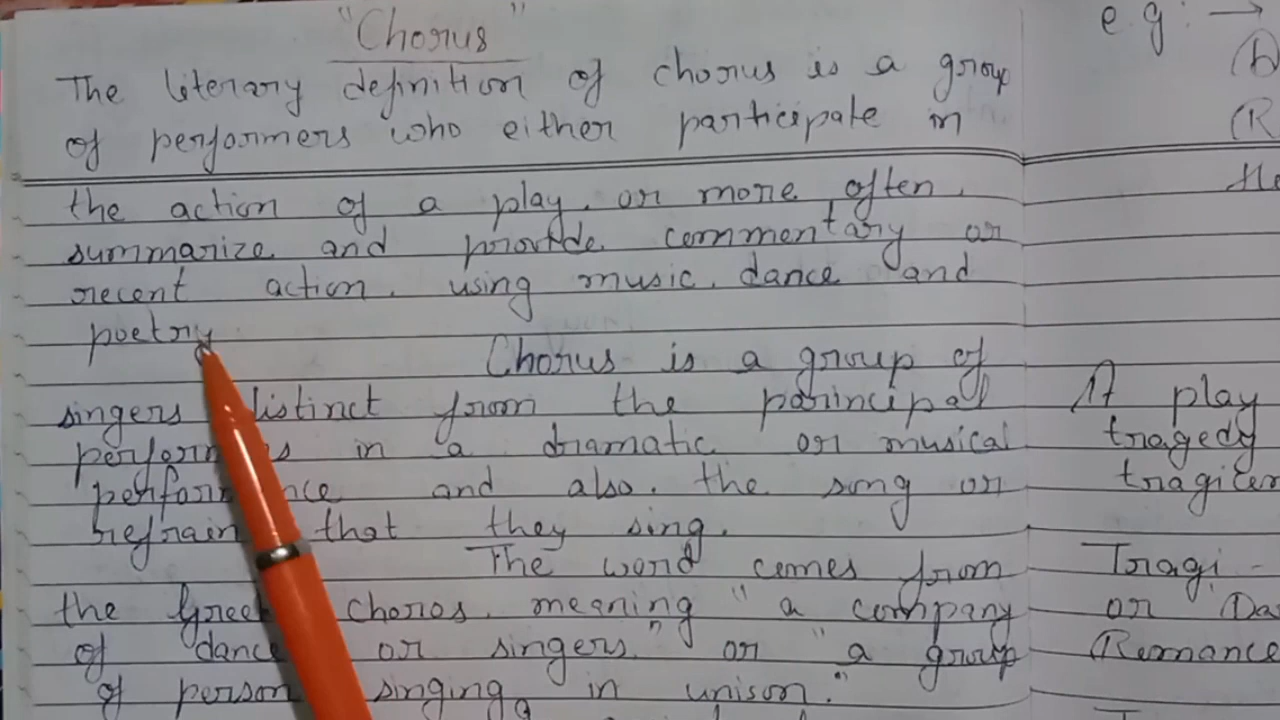 "Chorus"
The literary definition of chorus is a group
of performers who either participate in
the action of a play, or more often,
summarize and provide commentary or
recent action, using music, dance and
poetry
Chorus is a group of
singers distinct from the principal
performers in a dramatic or musical
performance and also, the song or
refrain that they sing.
The word comes from
the Greek choros, meaning "a company
of dance or singers" or "a group
of person singing in unison."
e.g: →
(R
A play
tragedy
Tragi -
or Da
Romance